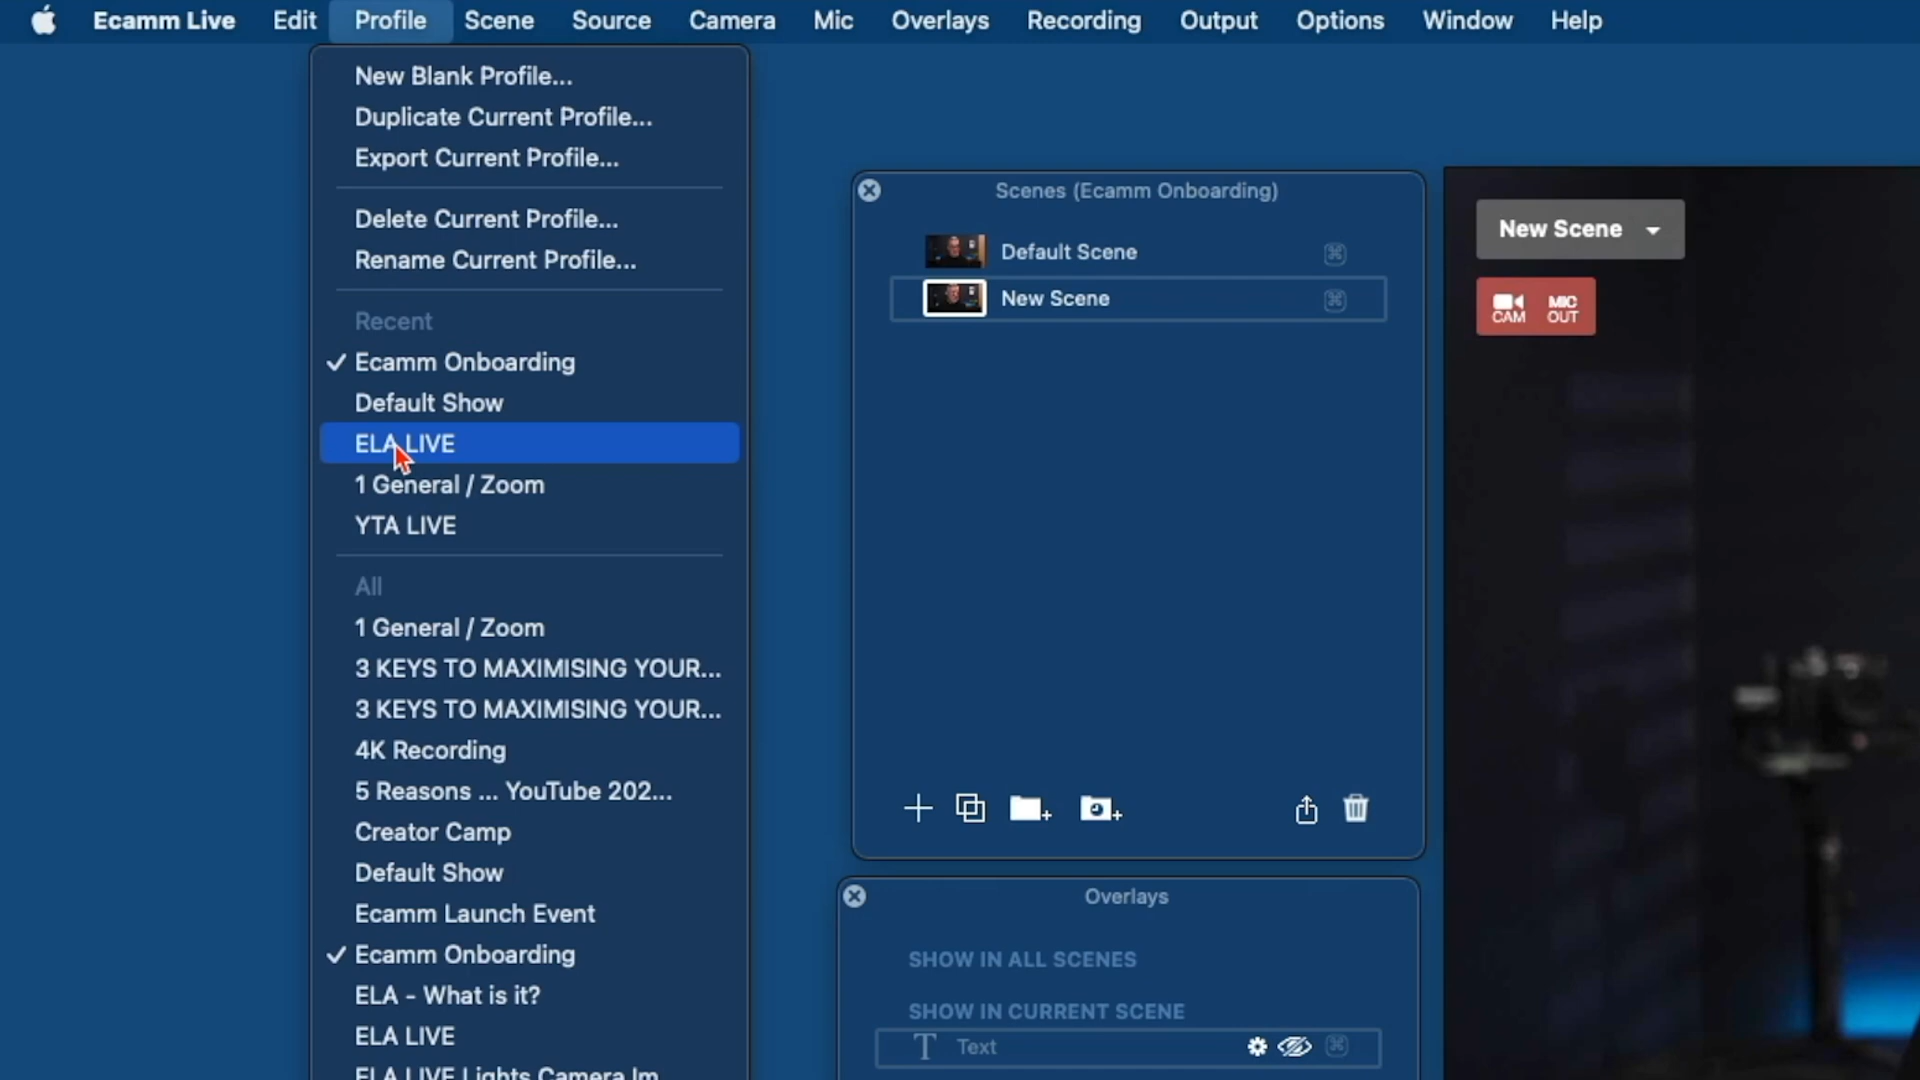 Ecamm Live Edit Profile Scene Source Camera Mic Overlays Recording Output Options Window Help
New Blank Profile...
Duplicate Current Profile...
Export Current Profile...
Delete Current Profile...
Rename Current Profile...
Recent
Ecamm Onboarding
Default Show
ELA LIVE
1 General / Zoom
YTA LIVE
All
1 General / Zoom
3 KEYS TO MAXIMISING YOUR...
3 KEYS TO MAXIMISING YOUR...
4K Recording
5 Reasons ... YouTube 202...
Creator Camp
Default Show
Ecamm Launch Event
Ecamm Onboarding
ELA - What is it?
ELA LIVE
ELA LIVE Lights Camera Im
Scenes (Ecamm Onboarding)
Default Scene
New Scene
Overlays
SHOW IN ALL SCENES
SHOW IN CURRENT SCENE
T Text
New Scene
CAM MIC OUT